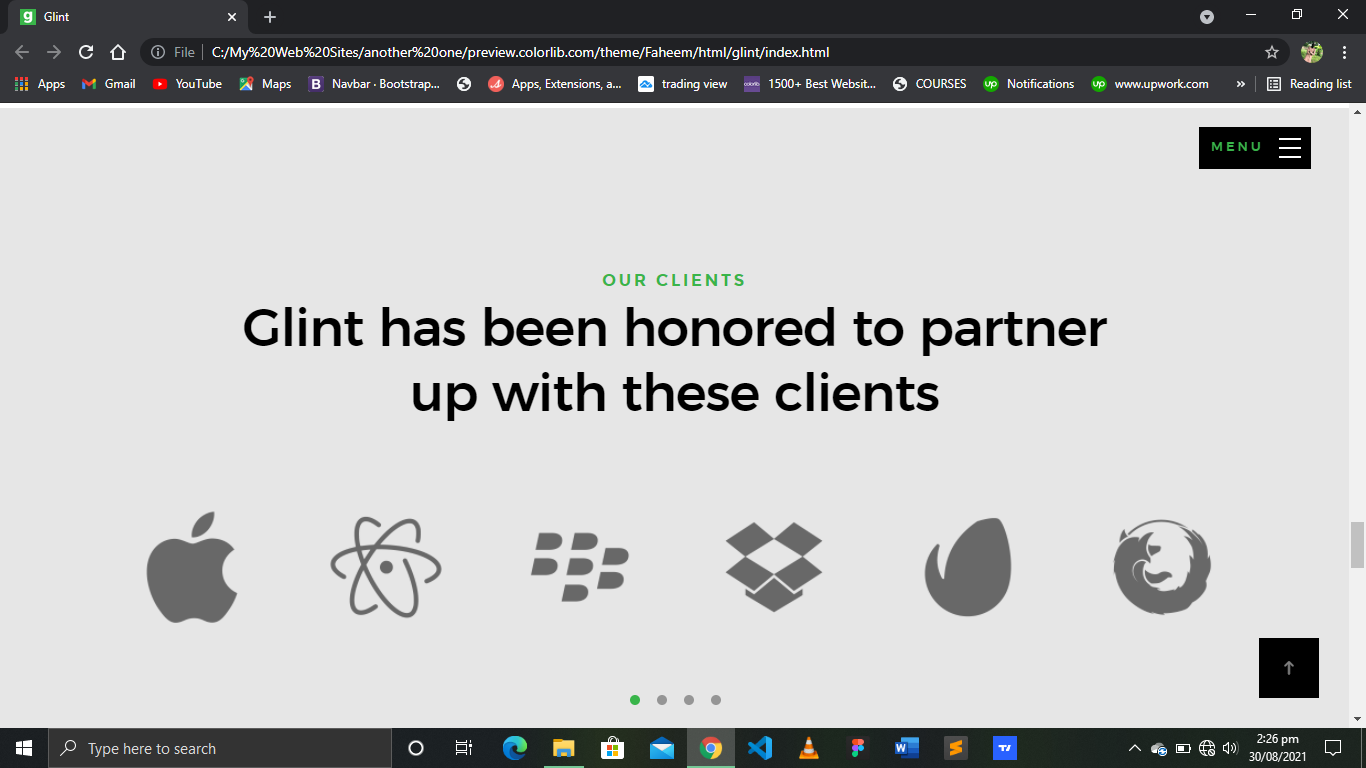 Glint
File
C:/My%20Web%20Sites/another%20one/preview.colorlib.com/theme/Faheem/html/glint/index.html
Apps
Gmail
YouTube
Maps
Navbar · Bootstrap...
Apps, Extensions, a...
trading view
1500+ Best Websit...
COURSES
Notifications
www.upwork.com
»
Reading list
MENU
OUR CLIENTS
Glint has been honored to partner
up with these clients
Type here to search
2:26 pm
30/08/2021